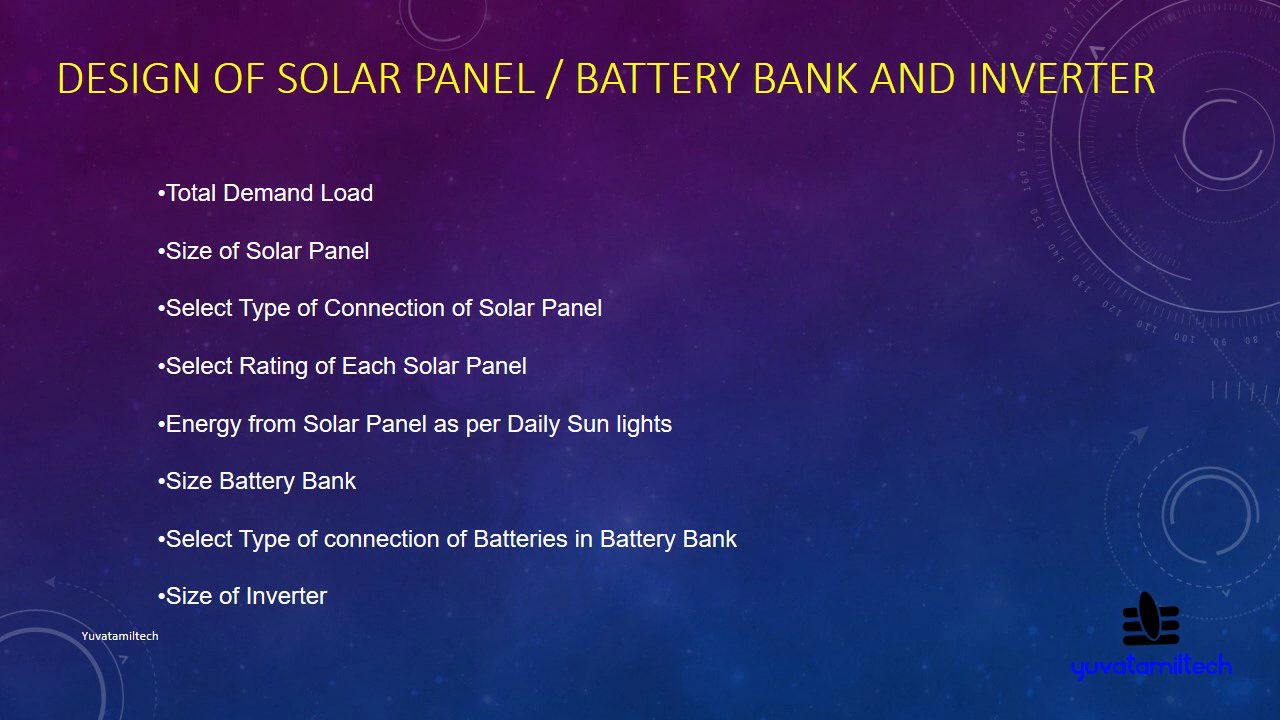 DESIGN OF SOLAR PANEL / BATTERY BANK AND INVERTER
•Total Demand Load
•Size of Solar Panel
•Select Type of Connection of Solar Panel
•Select Rating of Each Solar Panel
•Energy from Solar Panel as per Daily Sun lights
•Size Battery Bank
•Select Type of connection of Batteries in Battery Bank
•Size of Inverter
Yuvatamiltech
yuvatamiltech